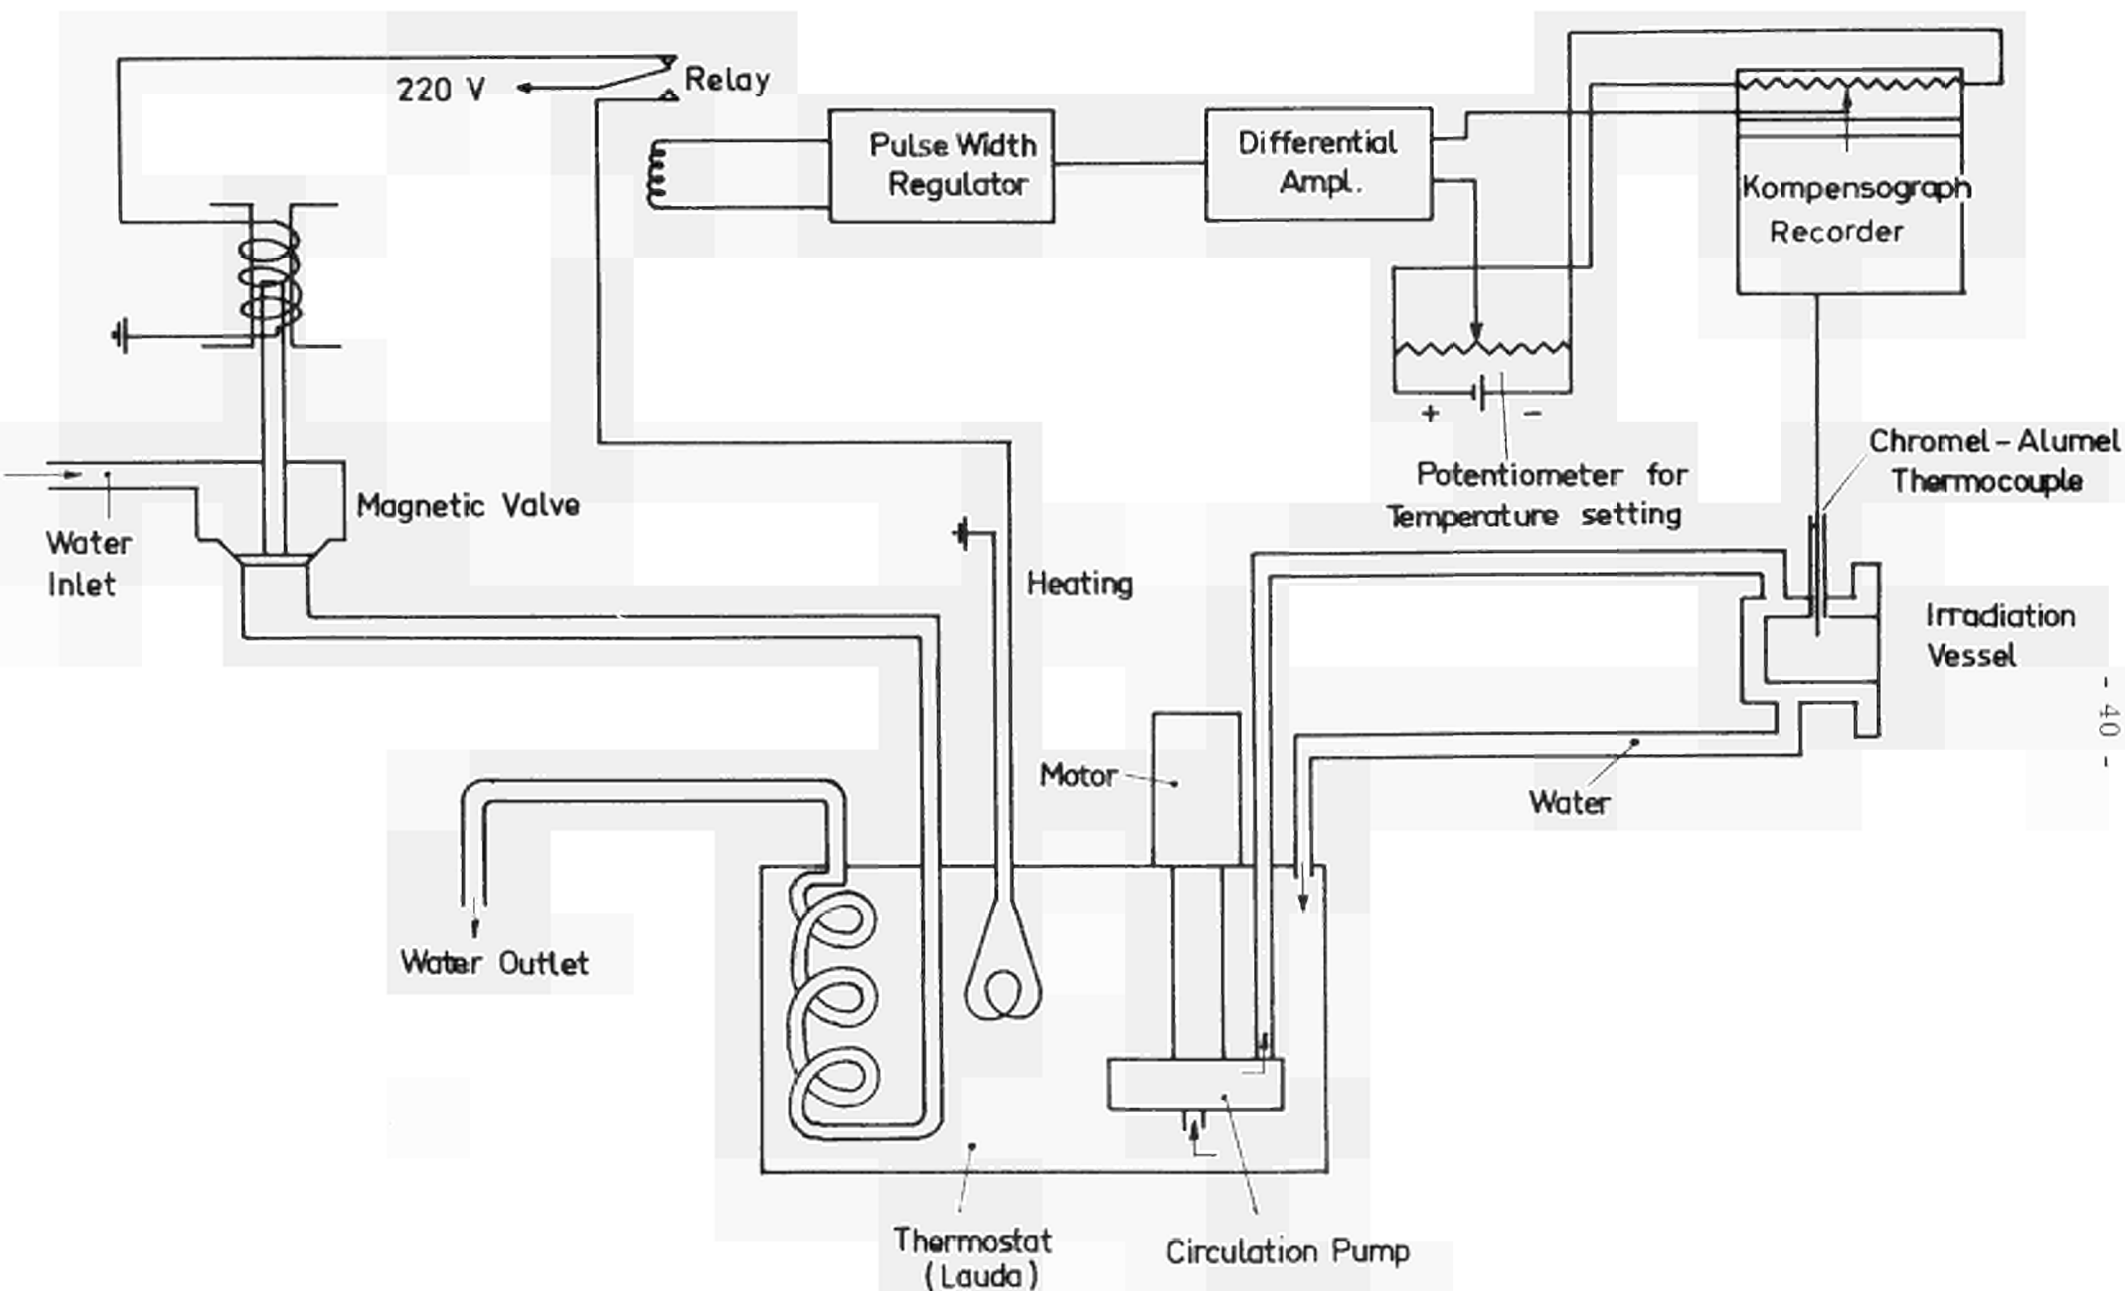 220 V
Relay
Pulse Width
Regulator
Differential
Ampl.
Kompensograph
Recorder
+ −
Potentiometer for
Temperature setting
Chromel – Alumel
Thermocouple
Magnetic Valve
Water
Inlet
Heating
Irradiation
Vessel
- 40 -
Motor
Water
Water Outlet
Thermostat
(Lauda)
Circulation Pump